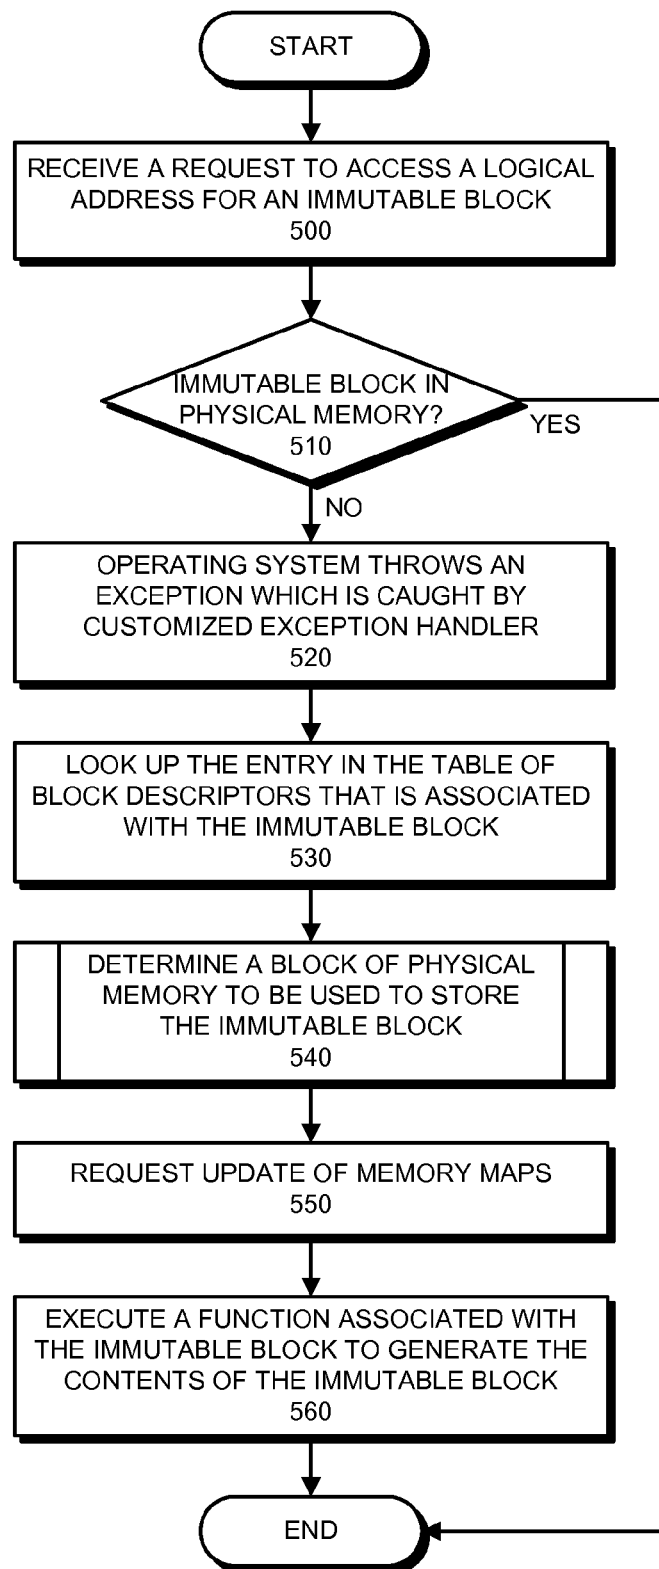 START
RECEIVE A REQUEST TO ACCESS A LOGICAL
ADDRESS FOR AN IMMUTABLE BLOCK
500
IMMUTABLE BLOCK IN
PHYSICAL MEMORY?
510
YES
NO
OPERATING SYSTEM THROWS AN
EXCEPTION WHICH IS CAUGHT BY
CUSTOMIZED EXCEPTION HANDLER
520
LOOK UP THE ENTRY IN THE TABLE OF
BLOCK DESCRIPTORS THAT IS ASSOCIATED
WITH THE IMMUTABLE BLOCK
530
DETERMINE A BLOCK OF PHYSICAL
MEMORY TO BE USED TO STORE
THE IMMUTABLE BLOCK
540
REQUEST UPDATE OF MEMORY MAPS
550
EXECUTE A FUNCTION ASSOCIATED WITH
THE IMMUTABLE BLOCK TO GENERATE THE
CONTENTS OF THE IMMUTABLE BLOCK
560
END